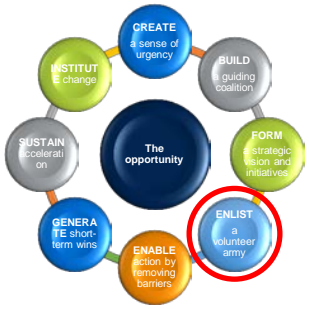 CREATE
a sense of
urgency
BUILD
a guiding
coalition
FORM
a strategic
vision and
initiatives
ENLIST
a
volunteer
army
ENABLE
action by
removing
barriers
GENERA
TE short-
term wins
SUSTAIN
accelerati
on
INSTITUT
E change
The
opportunity